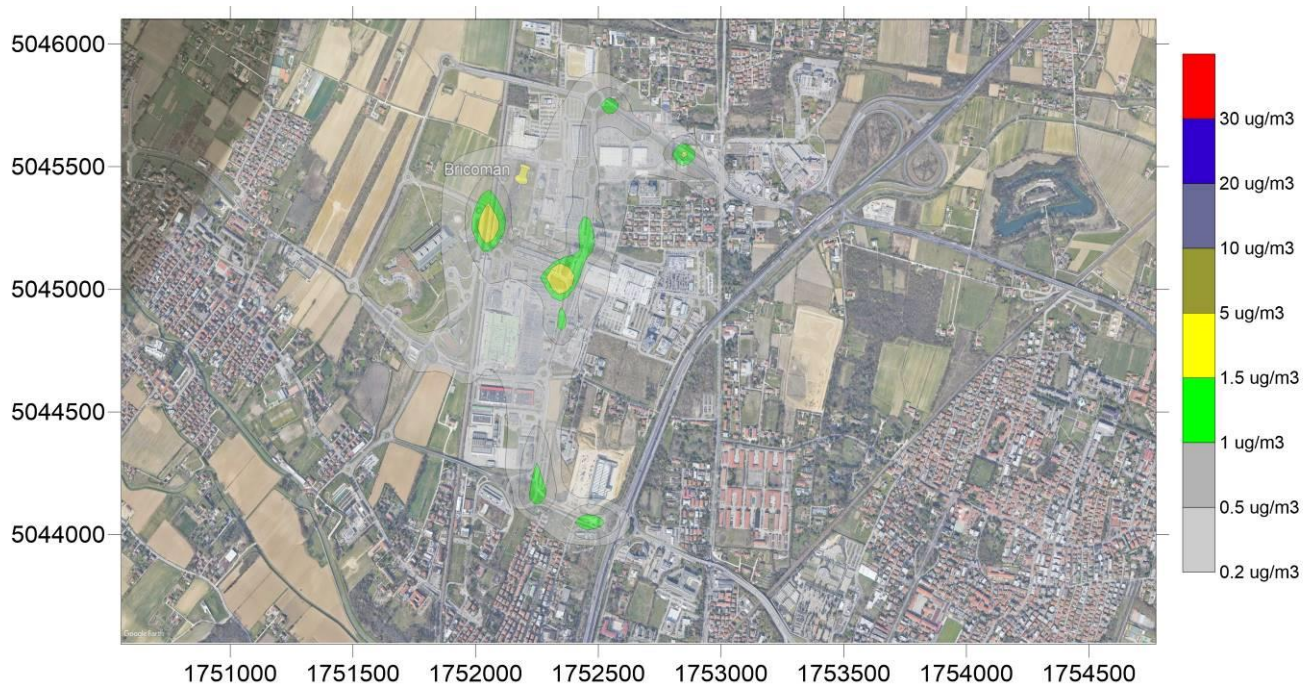 5046000
5045500
5045000
5044500
5044000
Bricoman
Google Earth
1751000
1751500
1752000
1752500
1753000
1753500
1754000
1754500
30 ug/m3
20 ug/m3
10 ug/m3
5 ug/m3
1.5 ug/m3
1 ug/m3
0.5 ug/m3
0.2 ug/m3